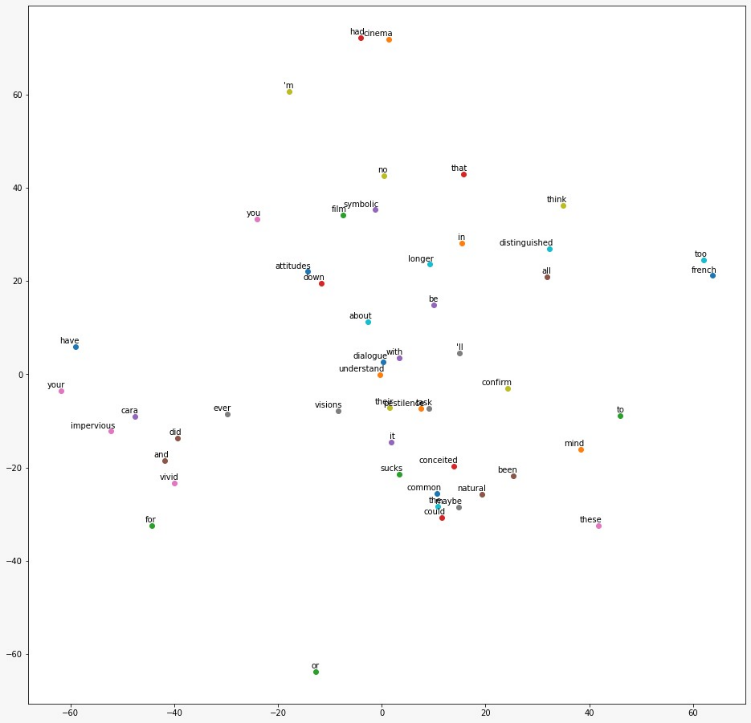 had cinema
'm
60
no that
40
symbolic think
film
you
in distinguished
longer too
attitudes all french
down
20
be
about
have 'll
with
dialogue
understand
0
your confirm
their pestilence task
cara ever visions to
impervious did it mind
and conceited
sucks been
-20
vivid common natural
the maybe
for could these
-40
-60
or
-60 -40 -20 0 20 40 60